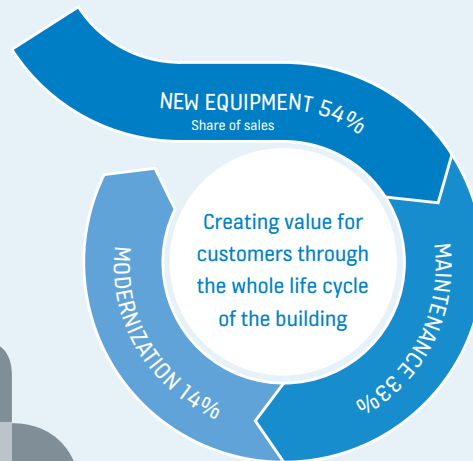 NEW EQUIPMENT 54%
Share of sales
Creating value for
customers through
the whole life cycle
of the building
MAINTENANCE 33%
MODERNIZATION 14%